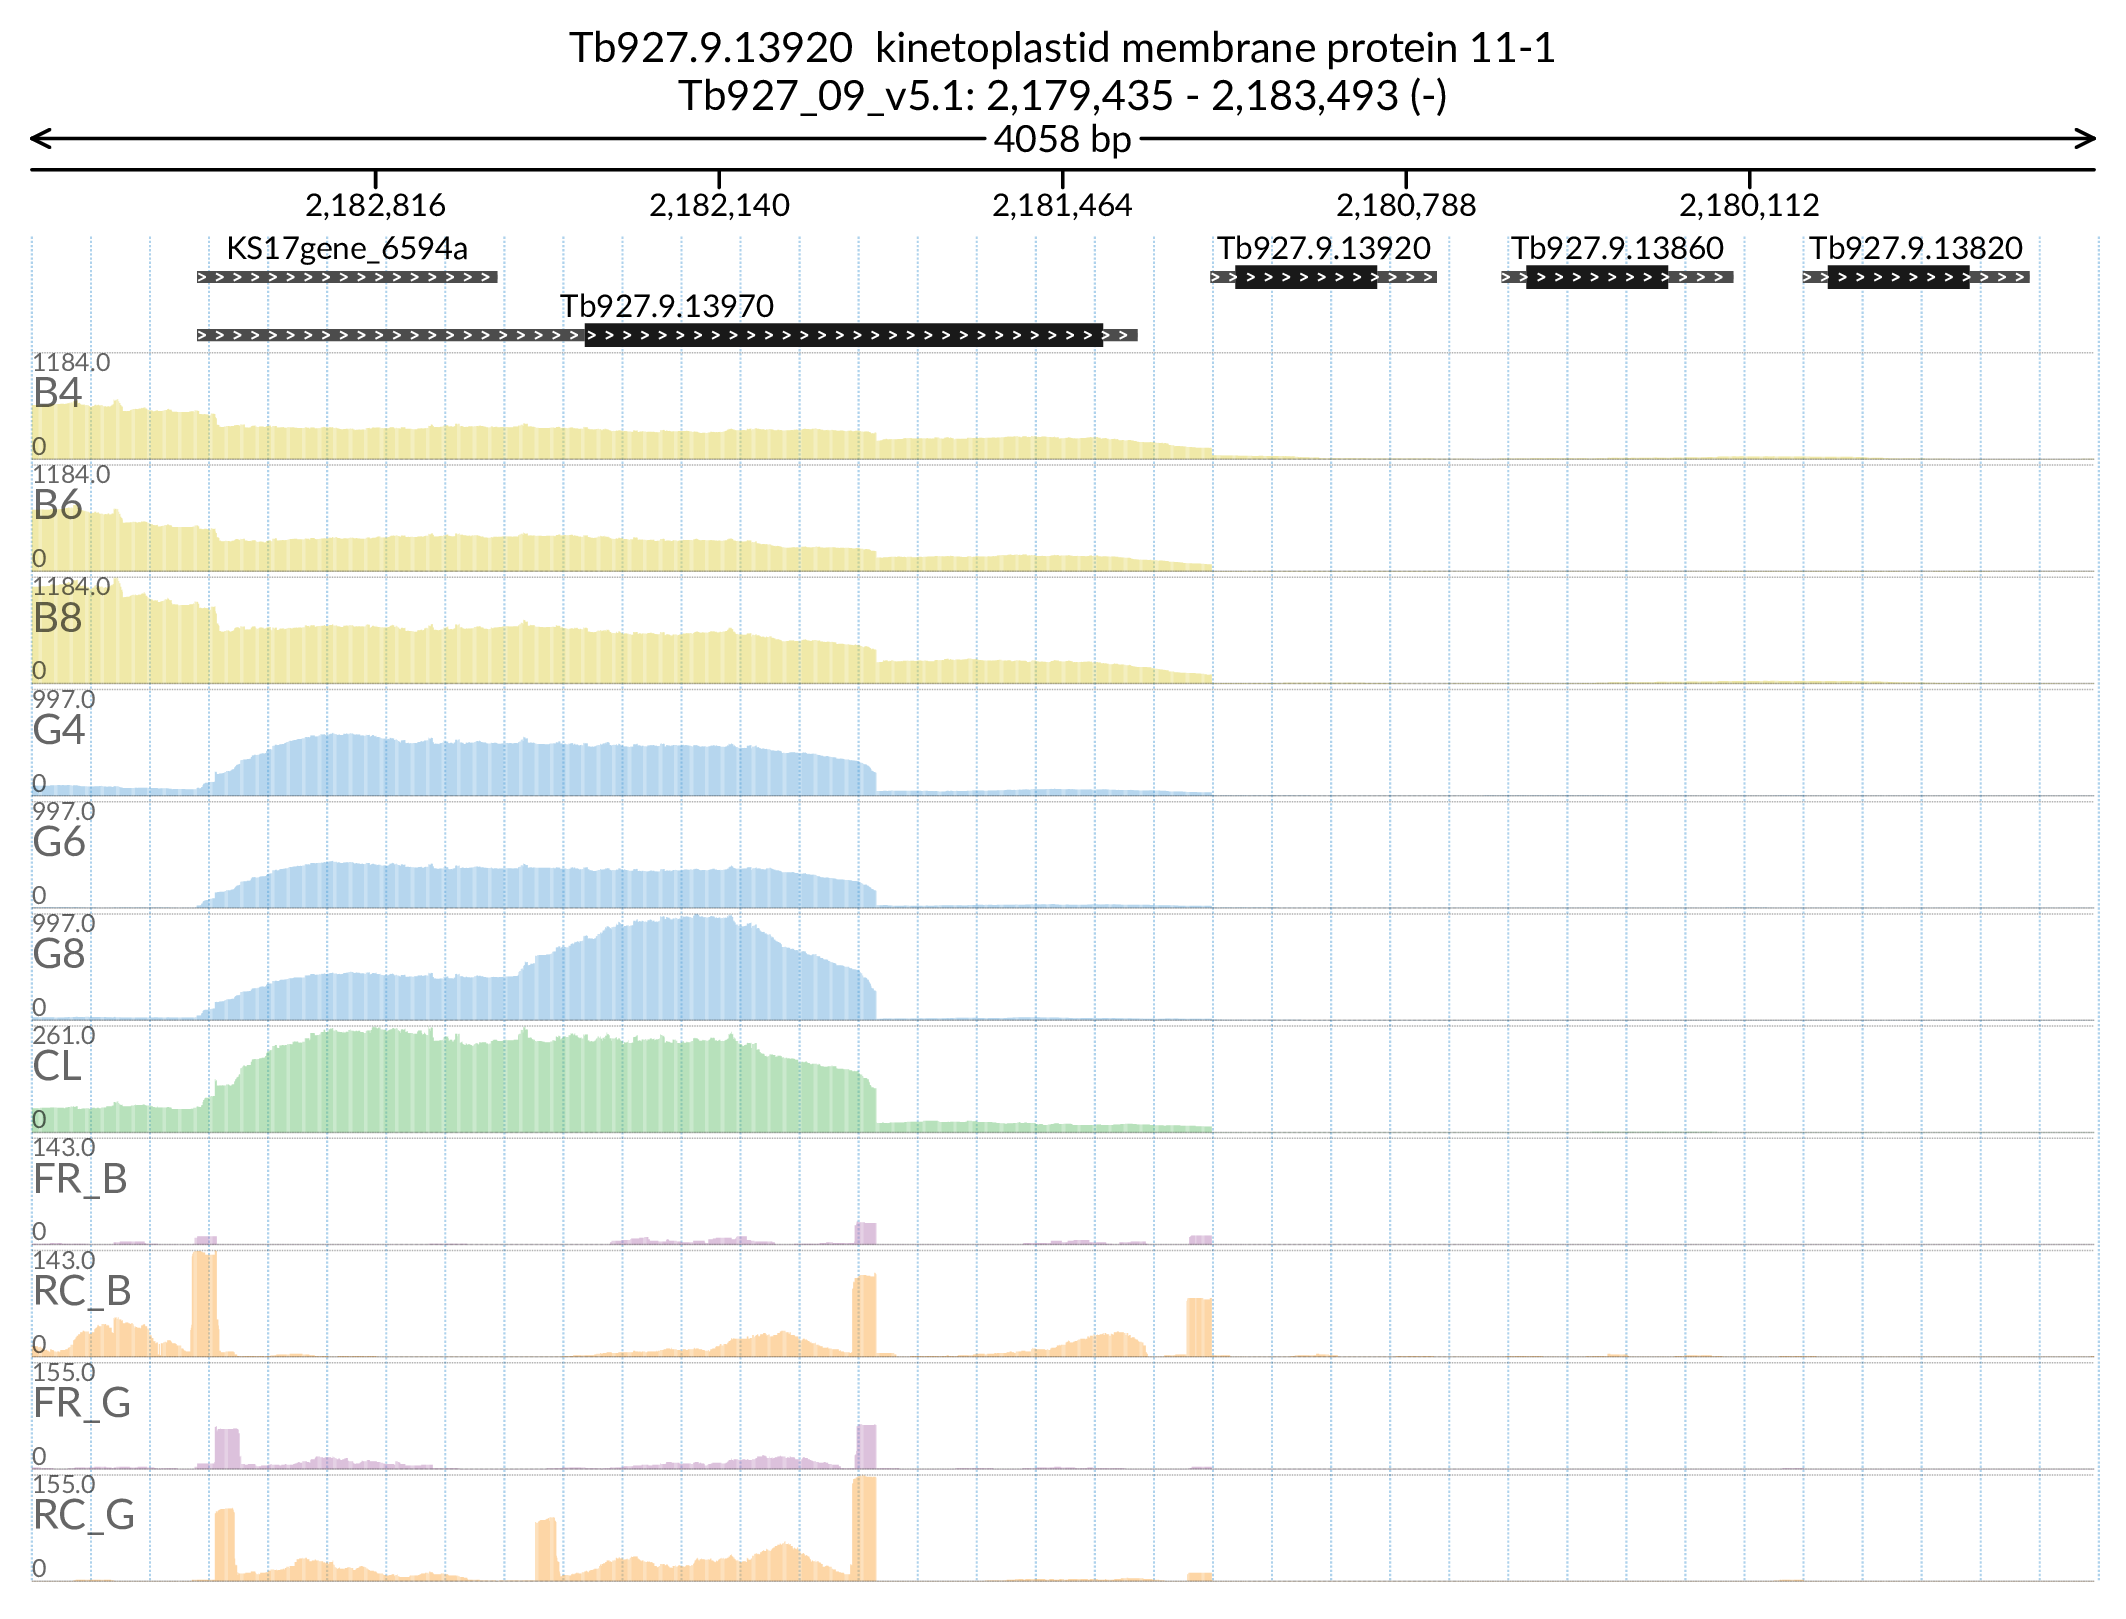 Tb927.9.13920 kinetoplastid membrane protein 11-1
Tb927_09_v5.1: 2,179,435 - 2,183,493 (-)
4058 bp
2,182,816 2,182,140 2,181,464 2,180,788 2,180,112
KS17gene_6594a Tb927.9.13920 Tb927.9.13860 Tb927.9.13820
Tb927.9.13970
1184.0
B4
0
1184.0
B6
0
1184.0
B8
0
997.0
G4
0
997.0
G6
0
997.0
G8
0
261.0
CL
0
143.0
FR_B
0
143.0
RC_B
0
155.0
FR_G
0
155.0
RC_G
0